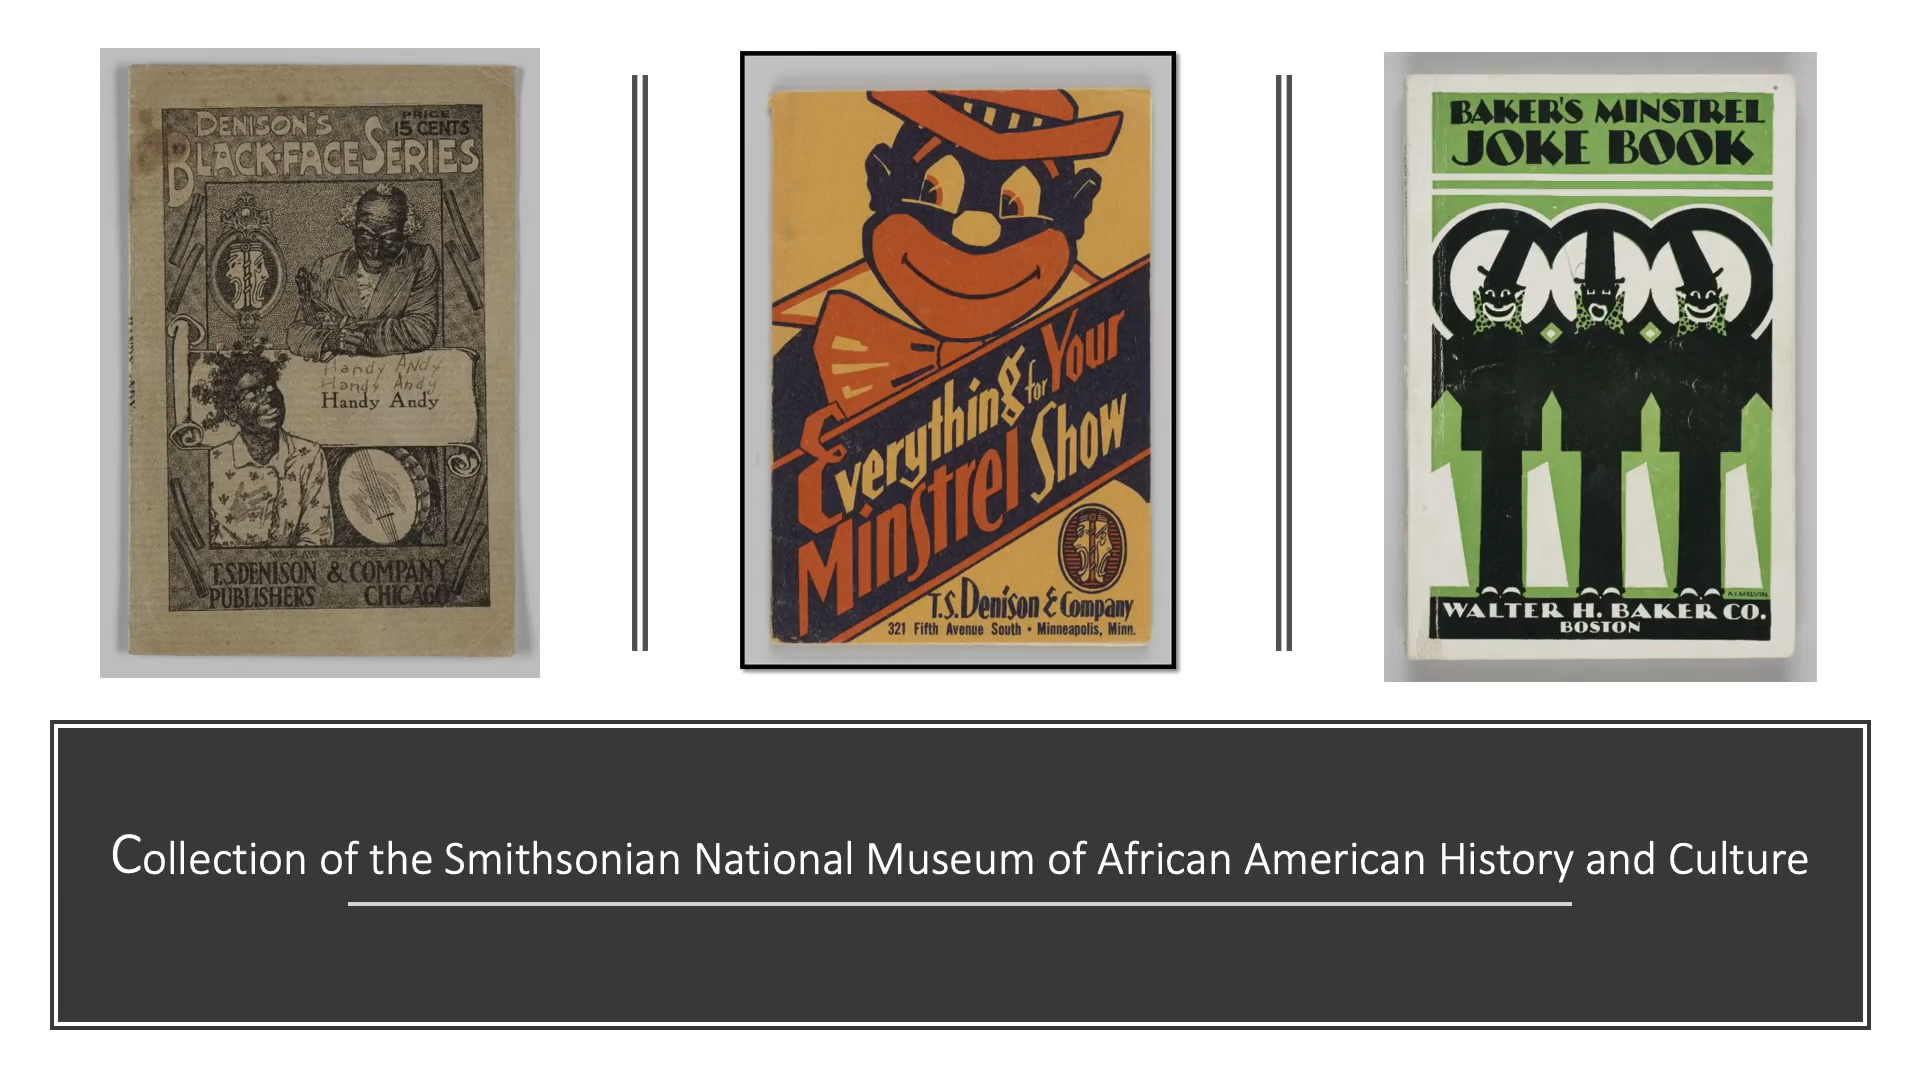 DENISON'S
PRICE
15 CENTS
BLACK-FACE SERIES
Handy Andy
Handy Andy
Handy Andy
T.S. DENISON & COMPANY
PUBLISHERS CHICAGO
Everything for Your
Minstrel Show
T.S. Denison & Company
321 Fifth Avenue South • Minneapolis, Minn.
BAKER'S MINSTREL
JOKE BOOK
WALTER H. BAKER CO.
BOSTON
Collection of the Smithsonian National Museum of African American History and Culture